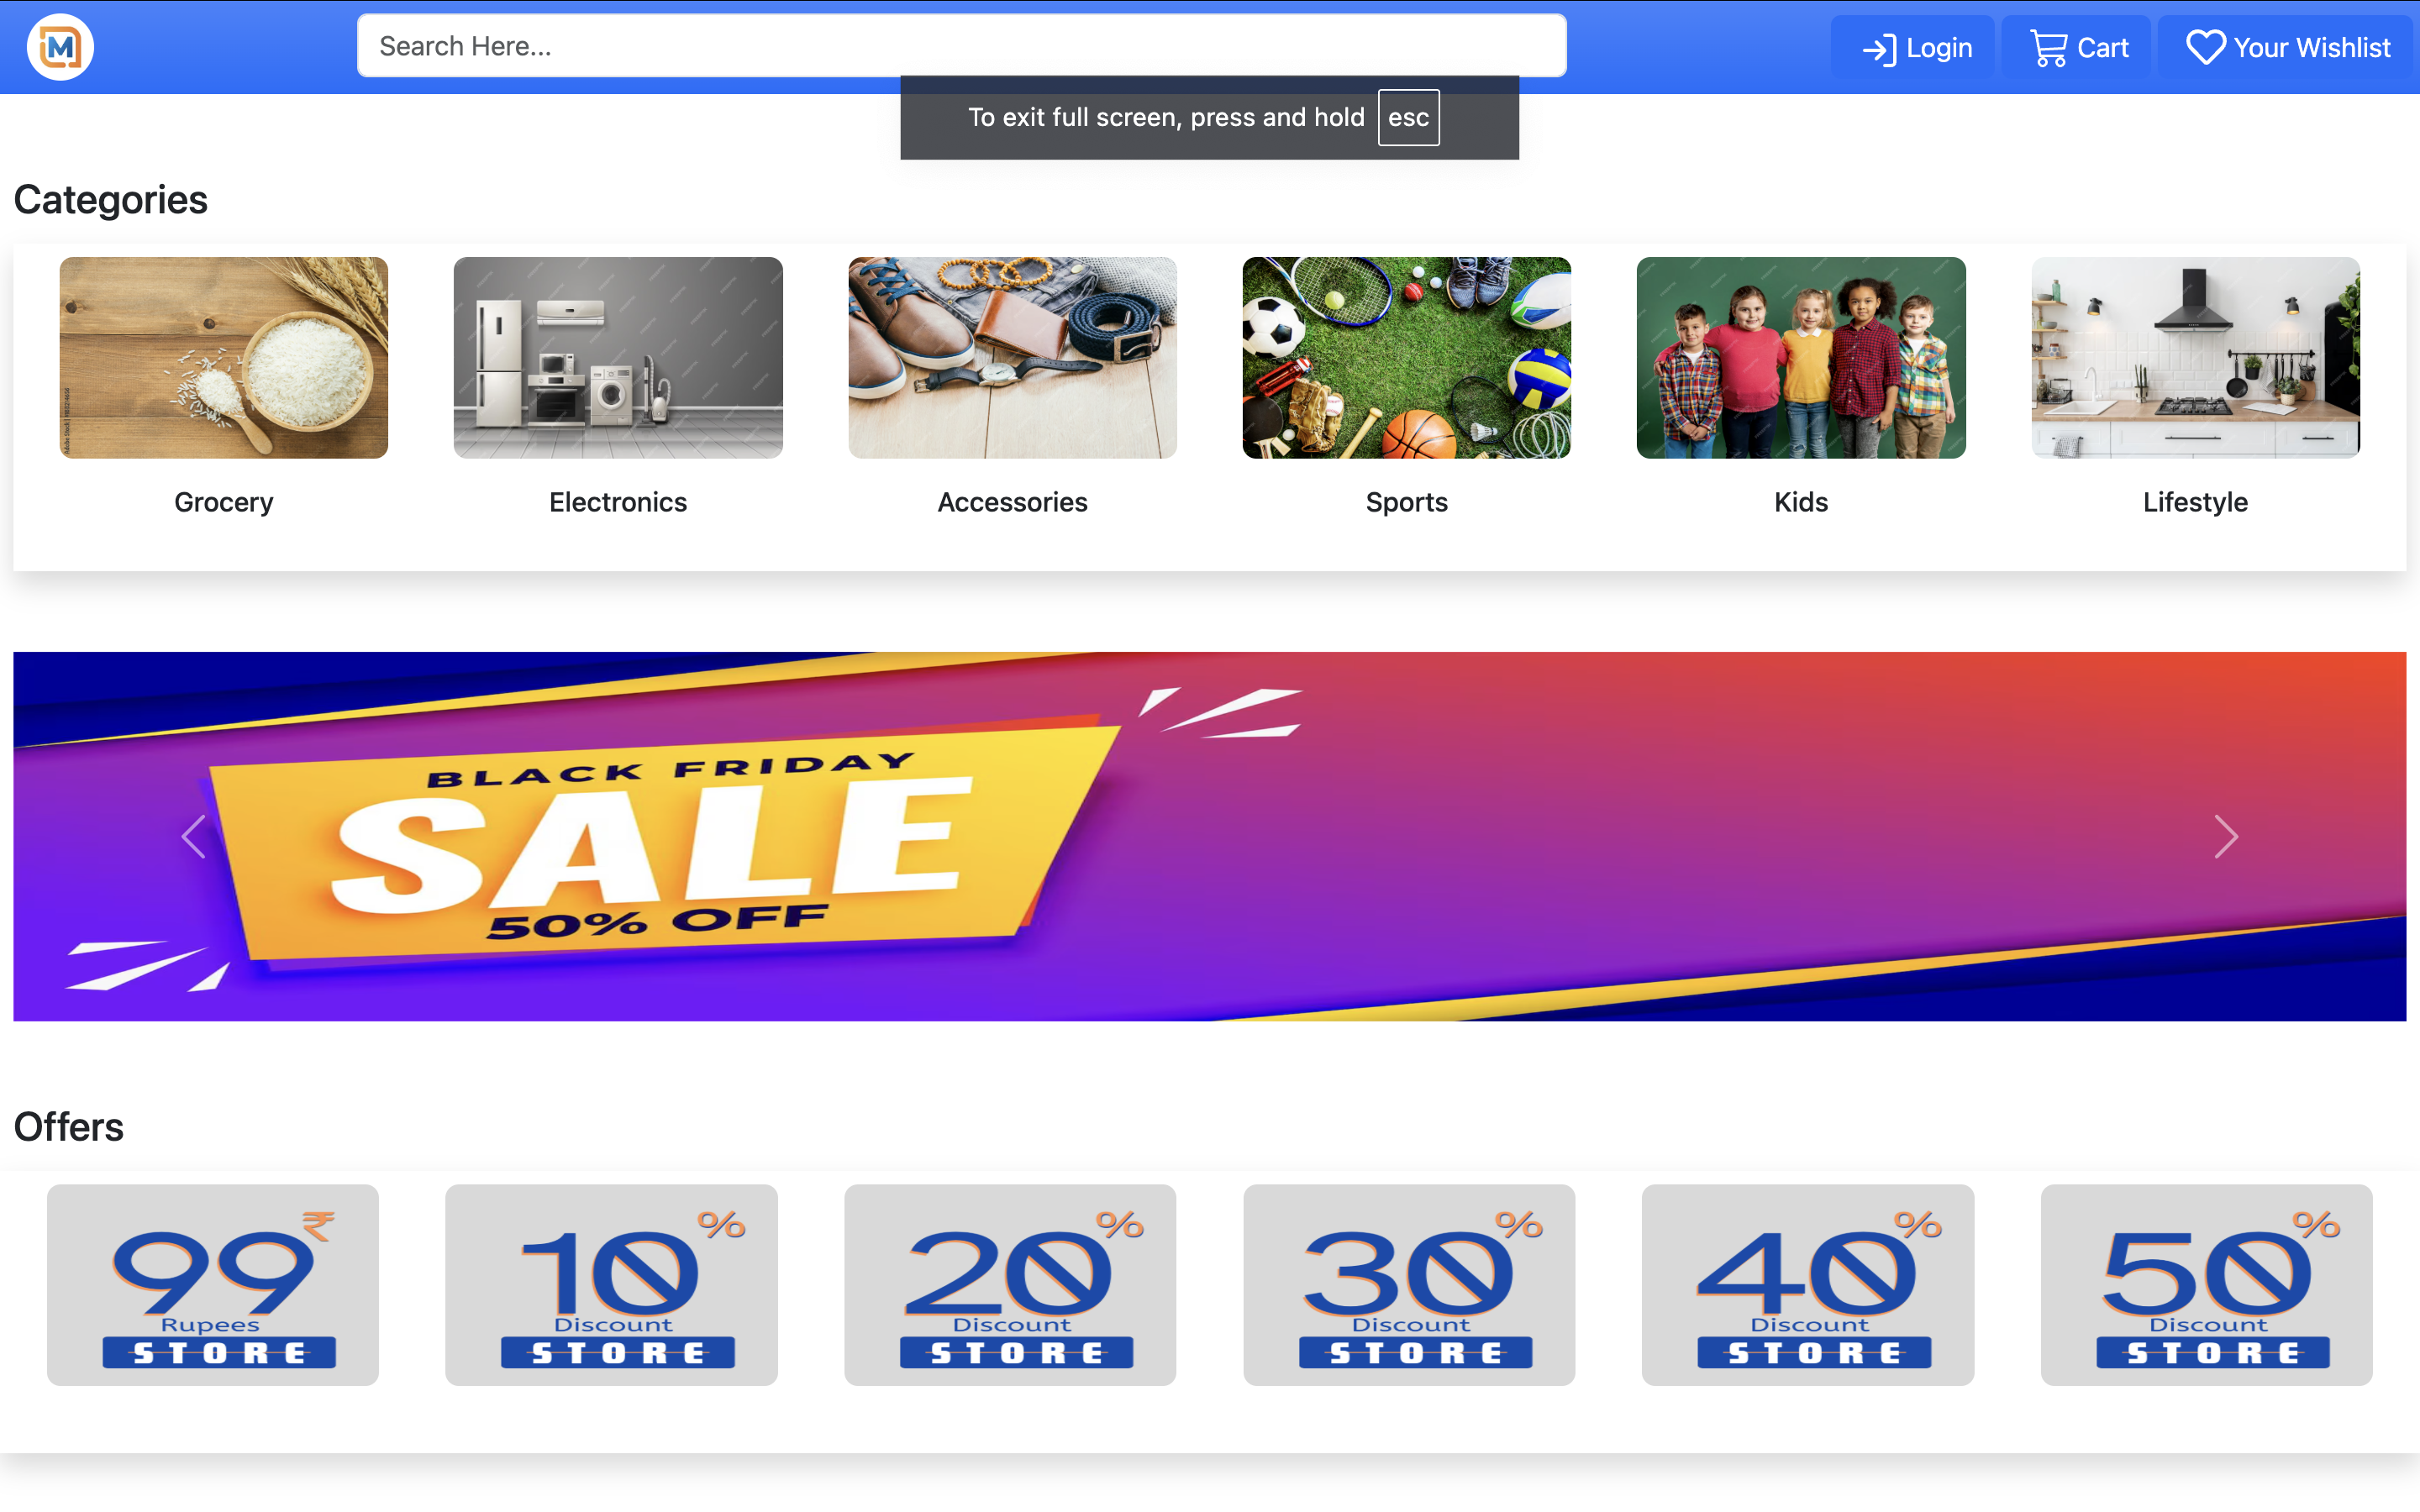 M
Search Here...
Login
Cart
Your Wishlist
To exit full screen, press and hold esc
Categories
Grocery
Electronics
Accessories
Sports
Kids
Lifestyle
BLACK FRIDAY
SALE
50% OFF
Offers
99₹
Rupees
STORE
10%
Discount
STORE
20%
Discount
STORE
30%
Discount
STORE
40%
Discount
STORE
50%
Discount
STORE